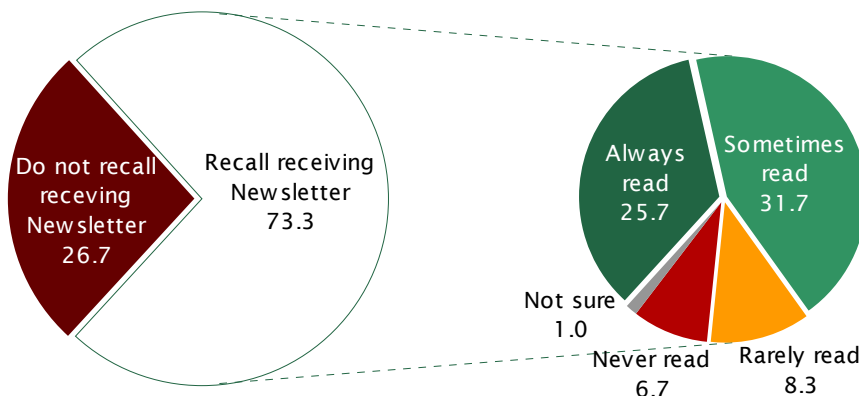 Do not recall
receving
Newsletter
26.7
Recall receiving
Newsletter
73.3
Always
read
25.7
Sometimes
read
31.7
Not sure
1.0
Never read
6.7
Rarely read
8.3